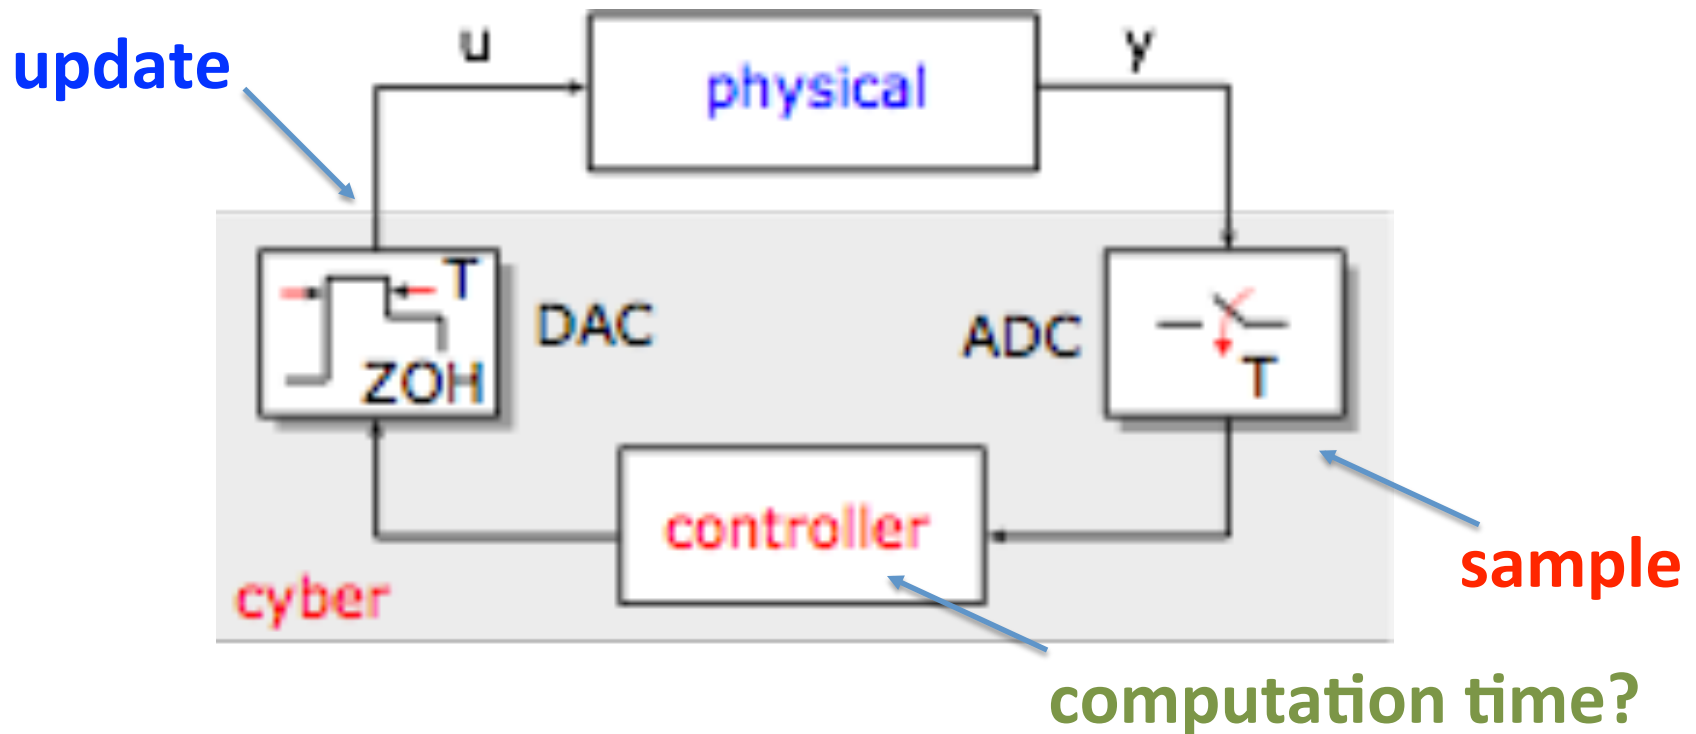 update
u
physical
y
T
ZOH
DAC
ADC
T
controller
cyber
sample
computation time?